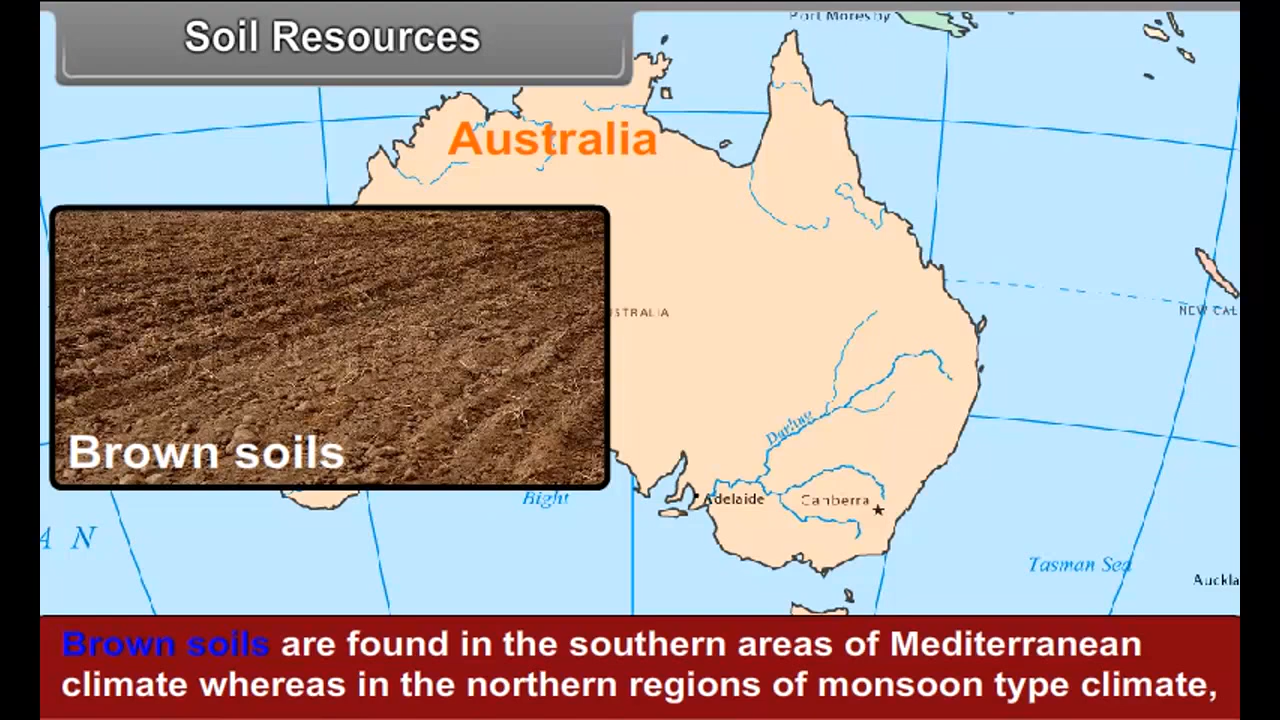 Soil Resources
Port Moresby
Australia
USTRALIA
NEW CAL
Brown soils
Darling
Bight
Adelaide
Canberra
A N
Tasman Sea
Auckla
Brown soils are found in the southern areas of Mediterranean
climate whereas in the northern regions of monsoon type climate,